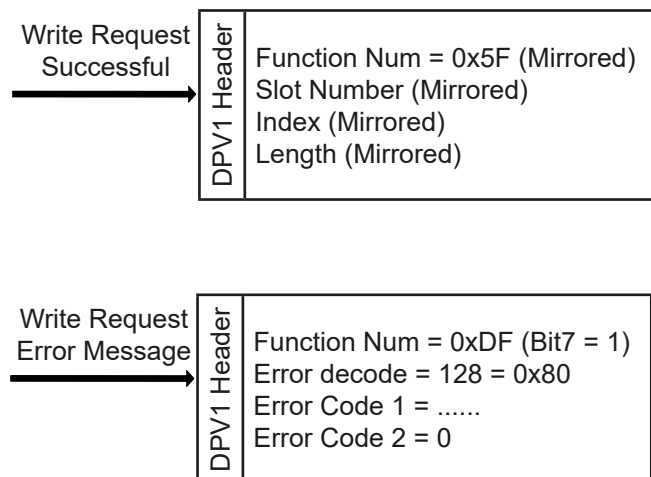 Write Request
Successful
DPV1 Header
Function Num = 0x5F (Mirrored)
Slot Number (Mirrored)
Index (Mirrored)
Length (Mirrored)
Write Request
Error Message
DPV1 Header
Function Num = 0xDF (Bit7 = 1)
Error decode = 128 = 0x80
Error Code 1 = ......
Error Code 2 = 0